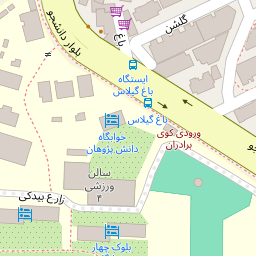 گلشن
باغ
بلوار دانشجو
ایستگاه
باغ گیلاس
باغ گیلاس
خوابگاه
دانش پژوهان
ورودی کوی
برادران
سالن
ورزشی
۴
زارع بیدکی
بلوک چهار